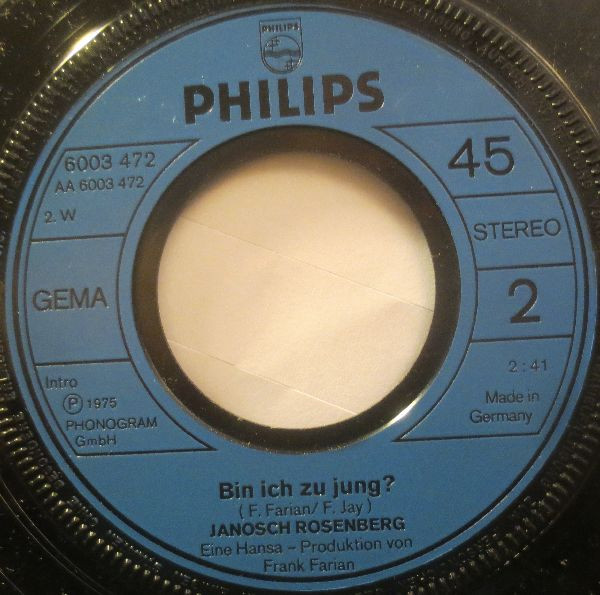 PHILIPS
PHILIPS
6003 472
AA 6003 472
2. W
GEMA
Intro
Ⓟ 1975
PHONOGRAM
GmbH
45
STEREO
2
2 : 41
Made in
Germany
Bin ich zu jung?
( F. Farian/ F. Jay )
JANOSCH ROSENBERG
Eine Hansa – Produktion von
Frank Farian